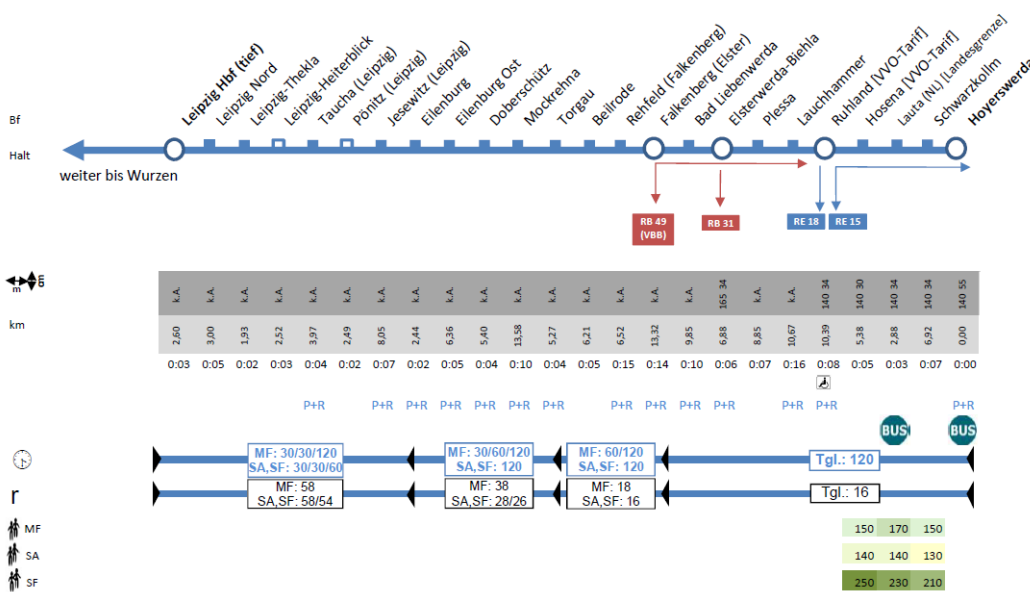 Leipzig Hbf (tief)
Leipzig Nord
Leipzig-Thekla
Leipzig-Heiterblick
Taucha (Leipzig)
Pönitz (Leipzig)
Jesewitz (Leipzig)
Eilenburg
Eilenburg Ost
Doberschütz
Mockrehna
Torgau
Beilrode
Rehfeld (Falkenberg)
Falkenberg (Elster)
Bad Liebenwerda
Elsterwerda-Biehla
Plessa
Lauchhammer
Ruhland [VVO-Tarif]
Hosena [VVO-Tarif]
Lauta (NL) [Landesgrenze]
Schwarzkollm
Hoyerswerda
Bf
Halt
weiter bis Wurzen
RB 49 RB 31 RE 18 RE 15
(VBB)
m cm k.A. k.A. k.A. k.A. k.A. k.A. k.A. k.A. k.A. k.A. k.A. k.A. k.A. k.A. k.A. k.A. 165 34 k.A. k.A. 140 34 140 30 140 34 140 34 140 55
km 2,60 3,00 1,93 2,52 3,97 2,49 8,05 2,44 6,36 5,40 13,58 5,27 6,21 6,52 13,32 9,85 6,88 8,85 10,67 10,39 5,38 2,88 6,92 0,00
0:03 0:05 0:02 0:03 0:04 0:02 0:07 0:02 0:05 0:04 0:10 0:04 0:05 0:15 0:14 0:10 0:06 0:07 0:16 0:08 0:05 0:03 0:07 0:00
P+R P+R P+R P+R P+R P+R P+R P+R P+R P+R P+R P+R P+R P+R
BUS BUS
MF: 30/30/120 MF: 30/60/120 MF: 60/120 Tgl.: 120
SA,SF: 30/30/60 SA,SF: 120 SA,SF: 120
r MF: 58 MF: 38 MF: 18 Tgl.: 16
SA,SF: 58/54 SA,SF: 28/26 SA,SF: 16
MF 150 170 150
SA 140 140 130
SF 250 230 210